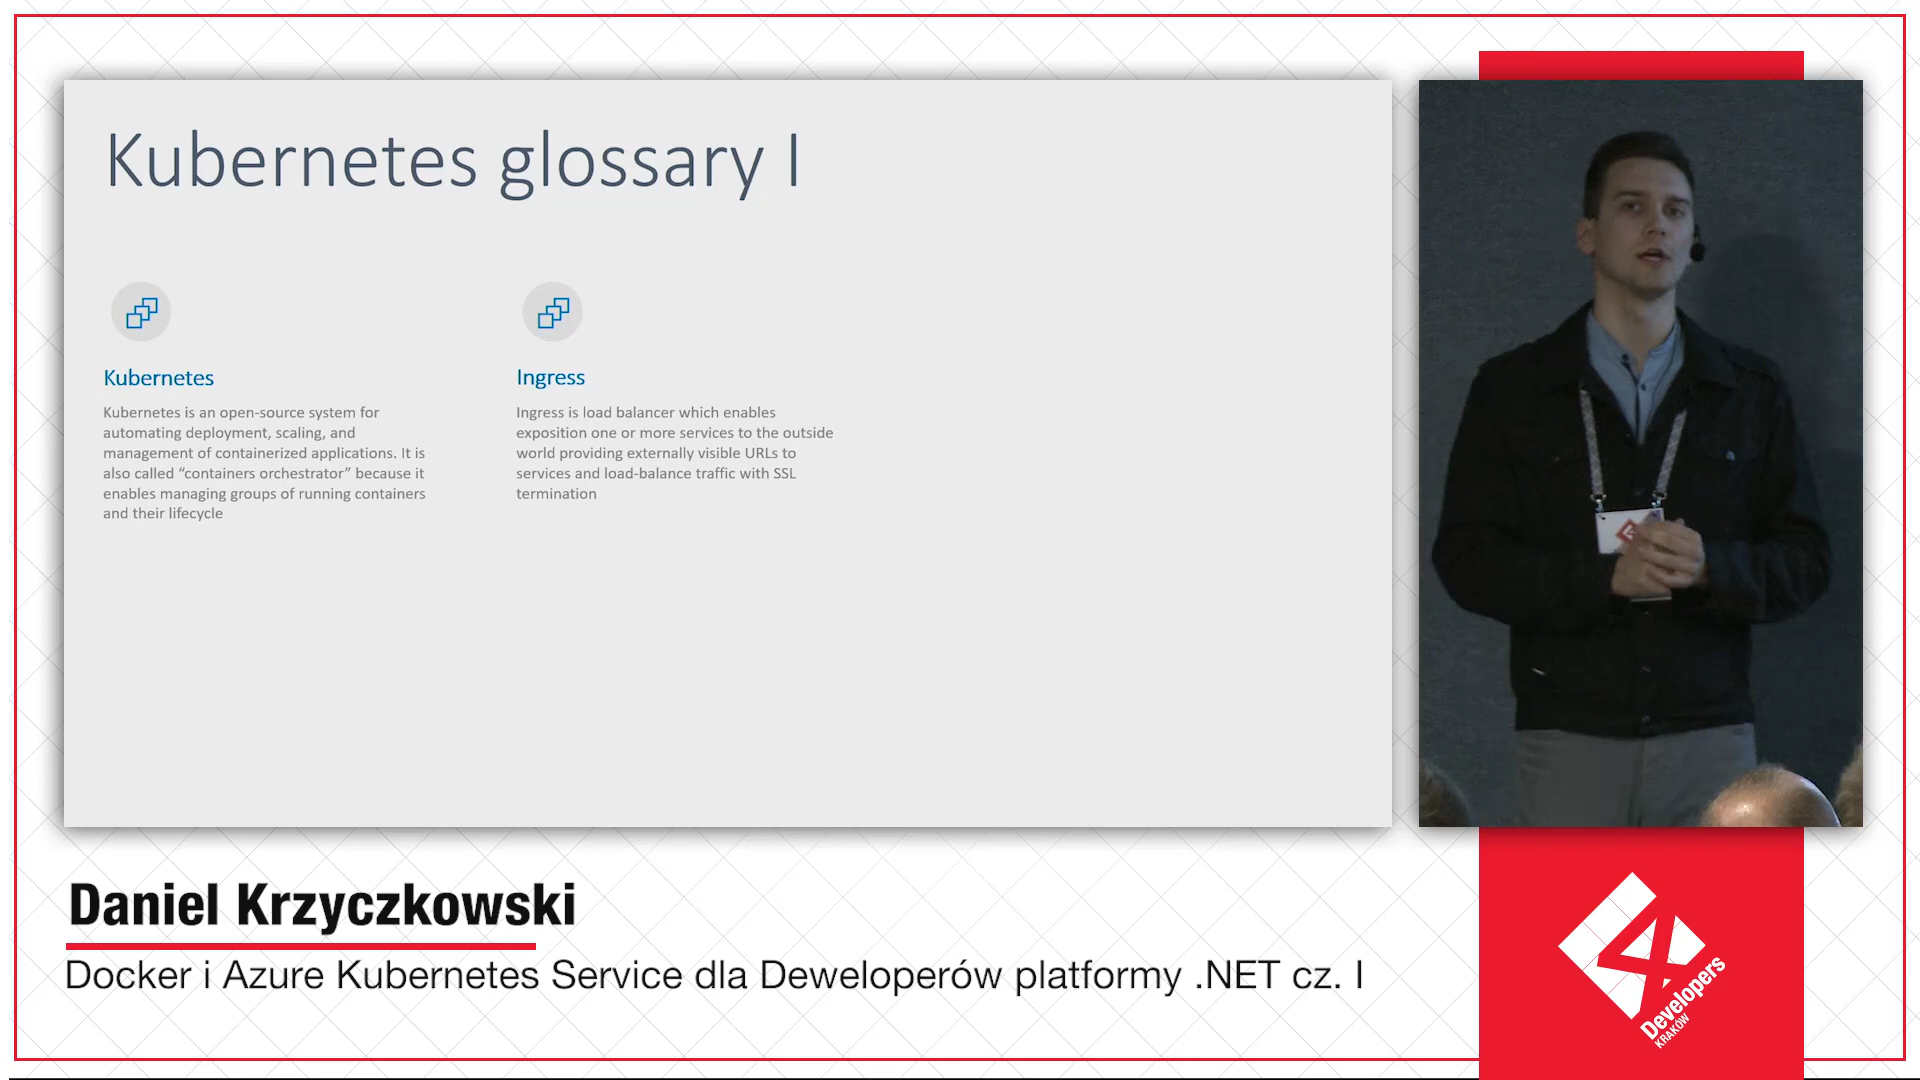 Kubernetes glossary I
Kubernetes
Kubernetes is an open-source system for
automating deployment, scaling, and
management of containerized applications. It is
also called “containers orchestrator” because it
enables managing groups of running containers
and their lifecycle
Ingress
Ingress is load balancer which enables
exposition one or more services to the outside
world providing externally visible URLs to
services and load-balance traffic with SSL
termination
Daniel Krzyczkowski
Docker i Azure Kubernetes Service dla Deweloperów platformy .NET cz. I
4
Developers
KRAKÓW